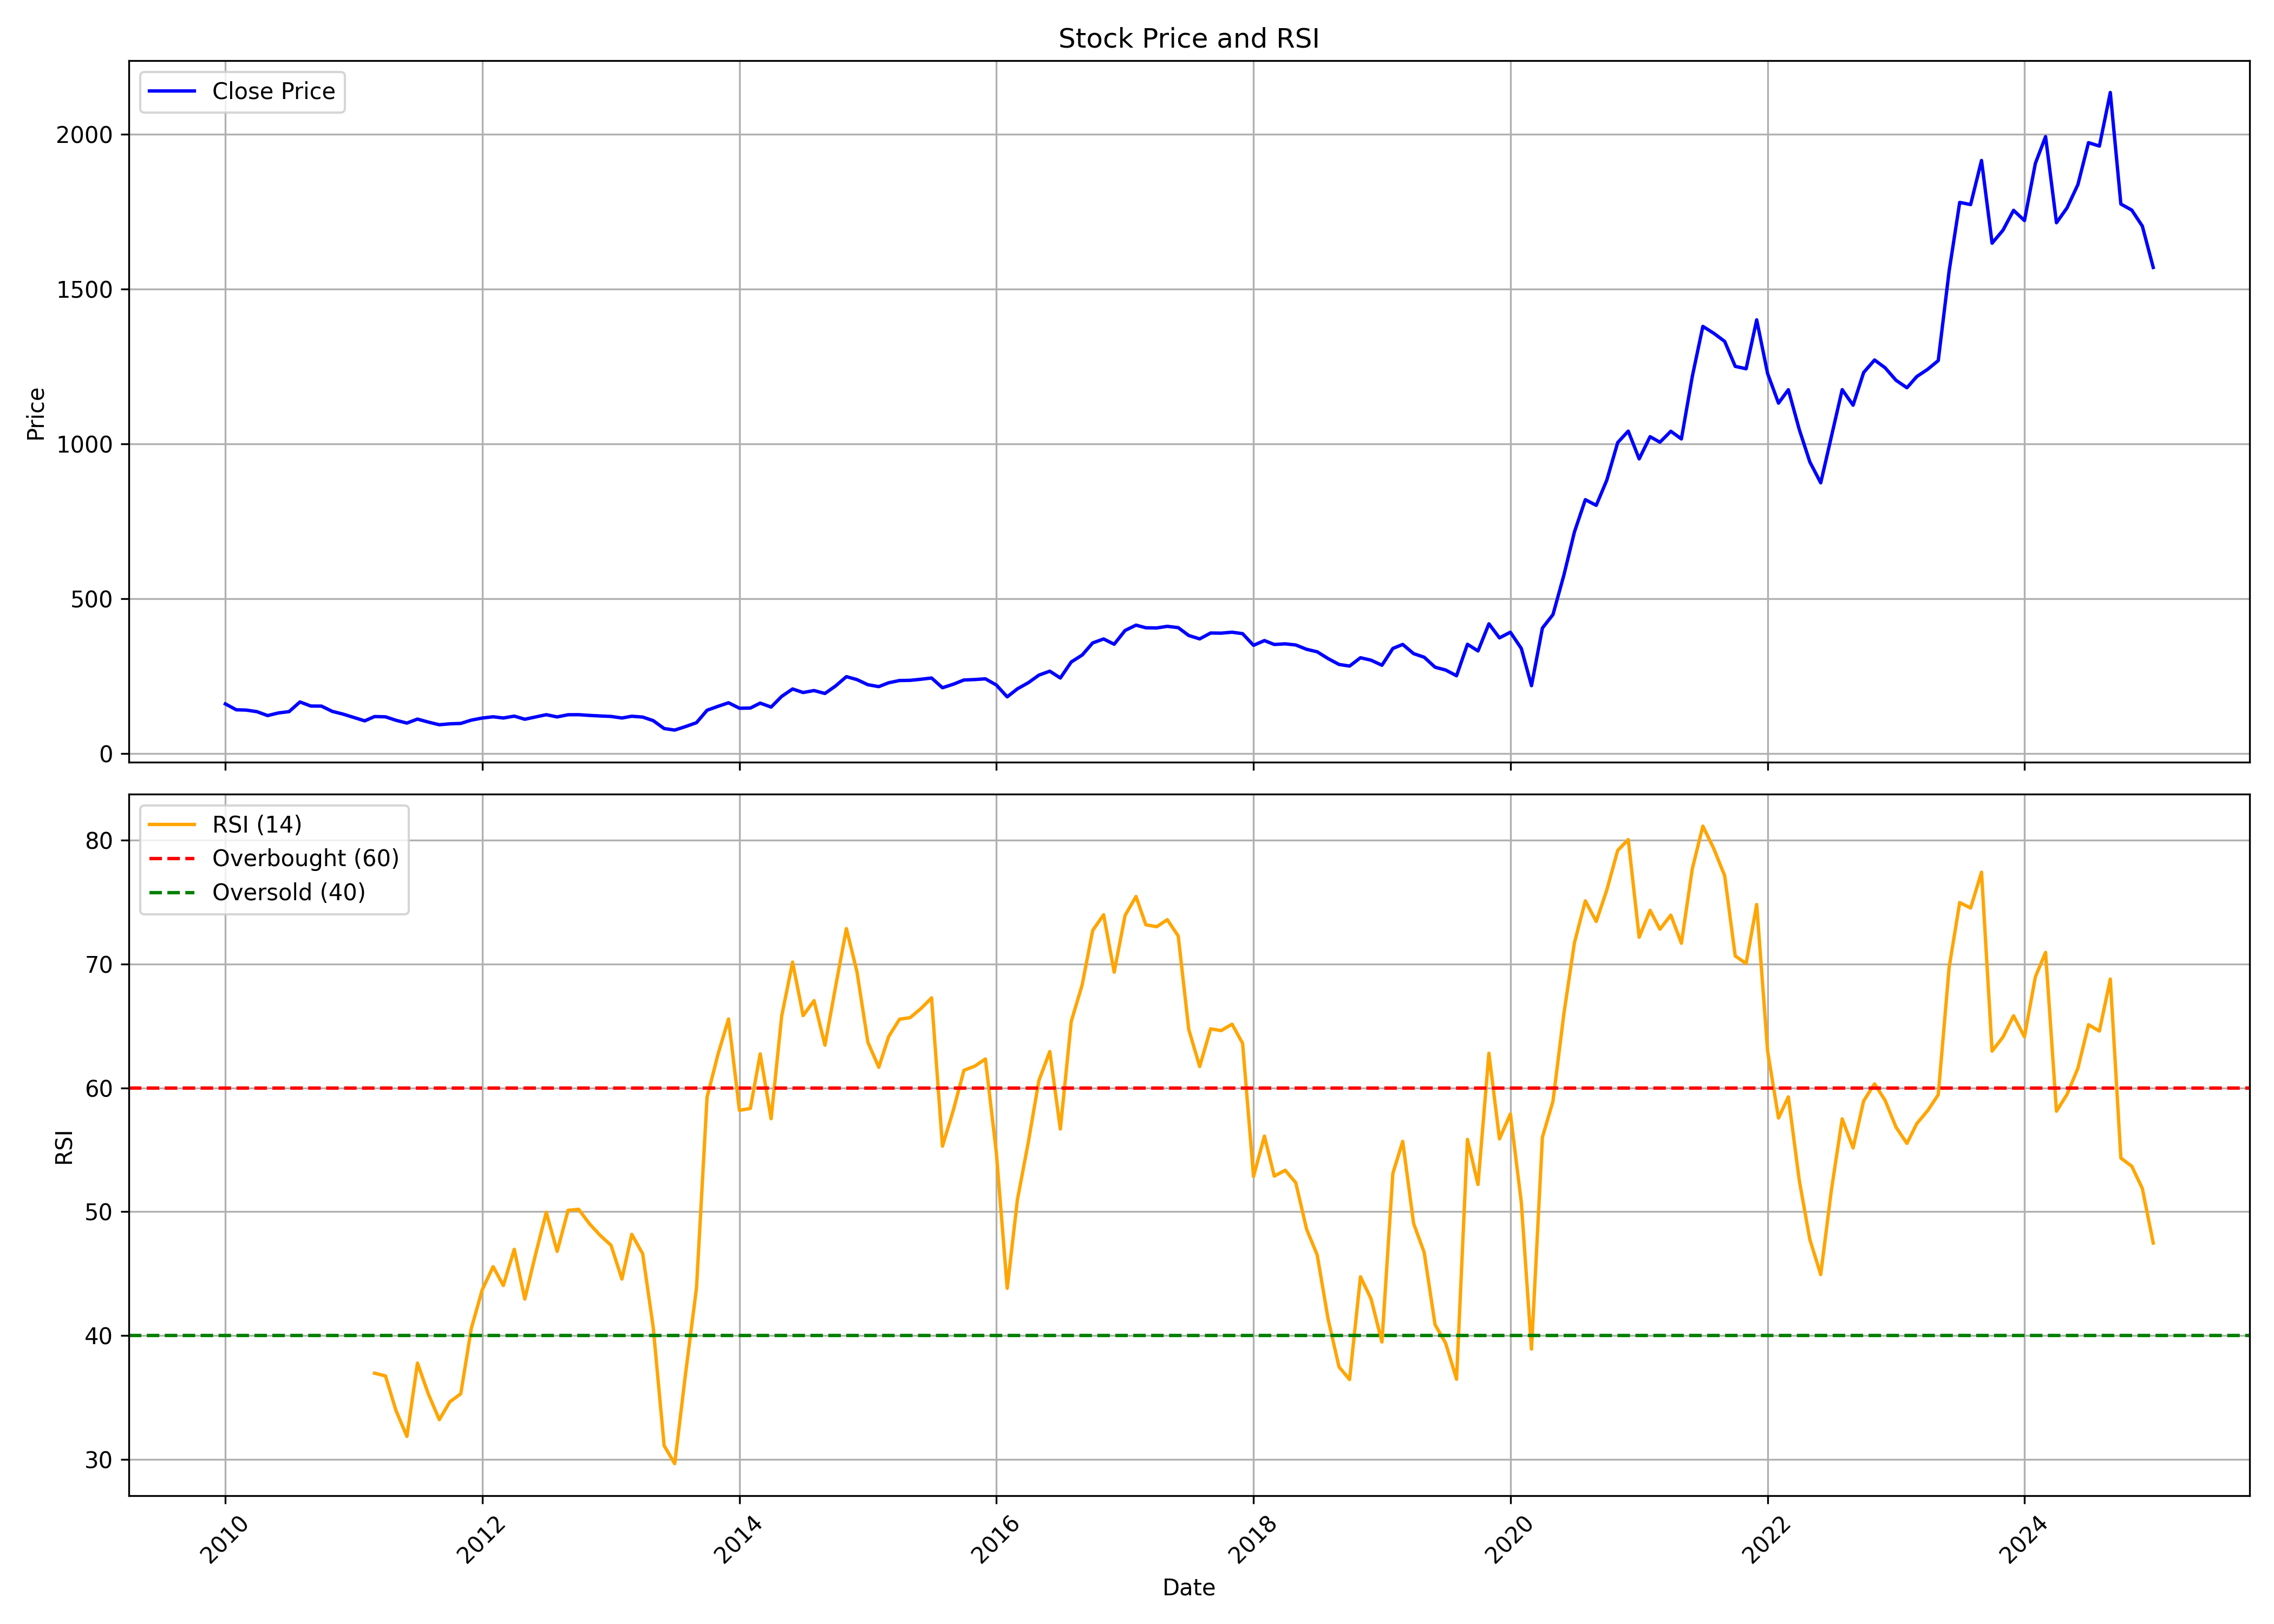 Stock Price and RSI
Close Price
Price
2000
1500
1000
500
0
RSI (14)
Overbought (60)
Oversold (40)
RSI
80
70
60
50
40
30
2010
2012
2014
2016
2018
2020
2022
2024
Date